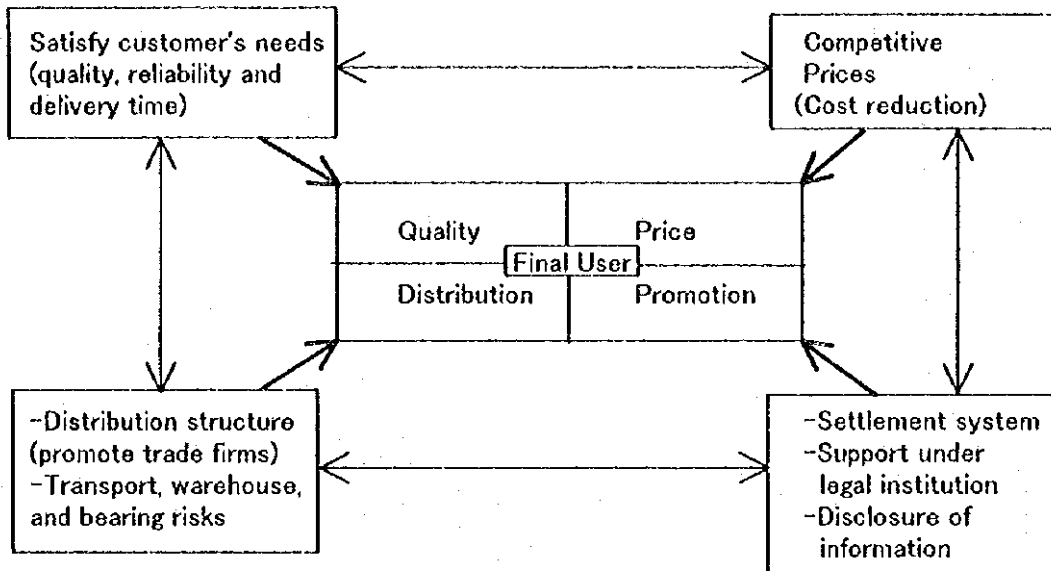 Satisfy customer's needs
(quality, reliability and
delivery time)
Competitive
Prices
(Cost reduction)
Quality
Price
Final User
Distribution
Promotion
-Distribution structure
(promote trade firms)
-Transport, warehouse,
and bearing risks
-Settlement system
-Support under
legal institution
-Disclosure of
information